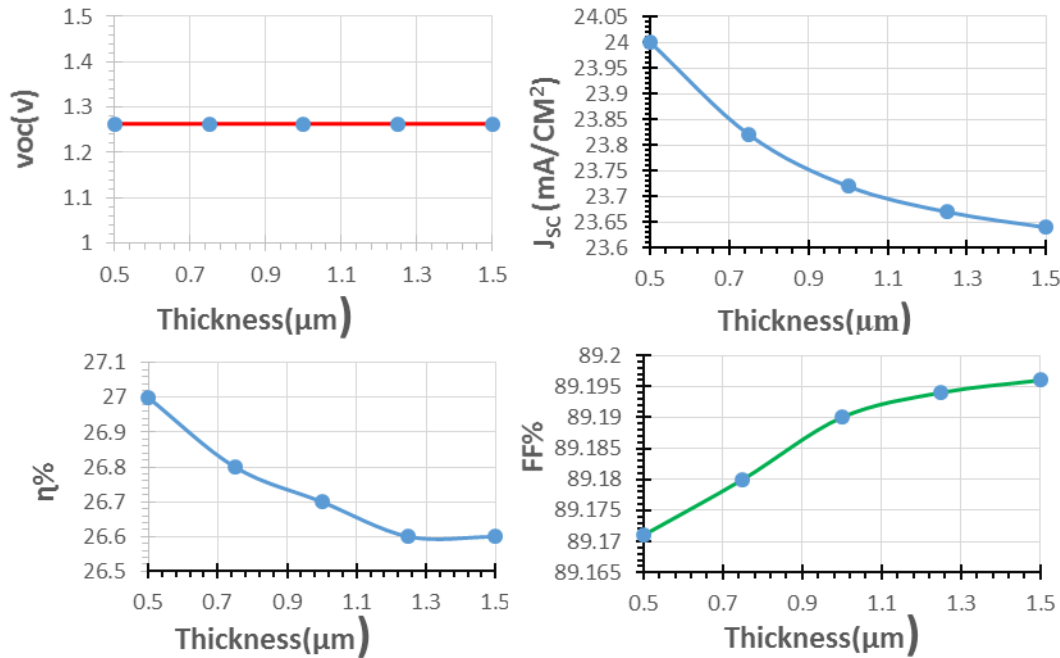 voc(v)
1.5
1.4
1.3
1.2
1.1
1
0.5 0.7 0.9 1.1 1.3 1.5
Thickness(μm)
J_SC (mA/CM²)
24.05
24
23.95
23.9
23.85
23.8
23.75
23.7
23.65
23.6
0.5 0.7 0.9 1.1 1.3 1.5
Thickness(μm)
η%
27.1
27
26.9
26.8
26.7
26.6
26.5
0.5 0.7 0.9 1.1 1.3 1.5
Thickness(μm)
FF%
89.2
89.195
89.19
89.185
89.18
89.175
89.17
89.165
0.5 0.7 0.9 1.1 1.3 1.5
Thickness(μm)